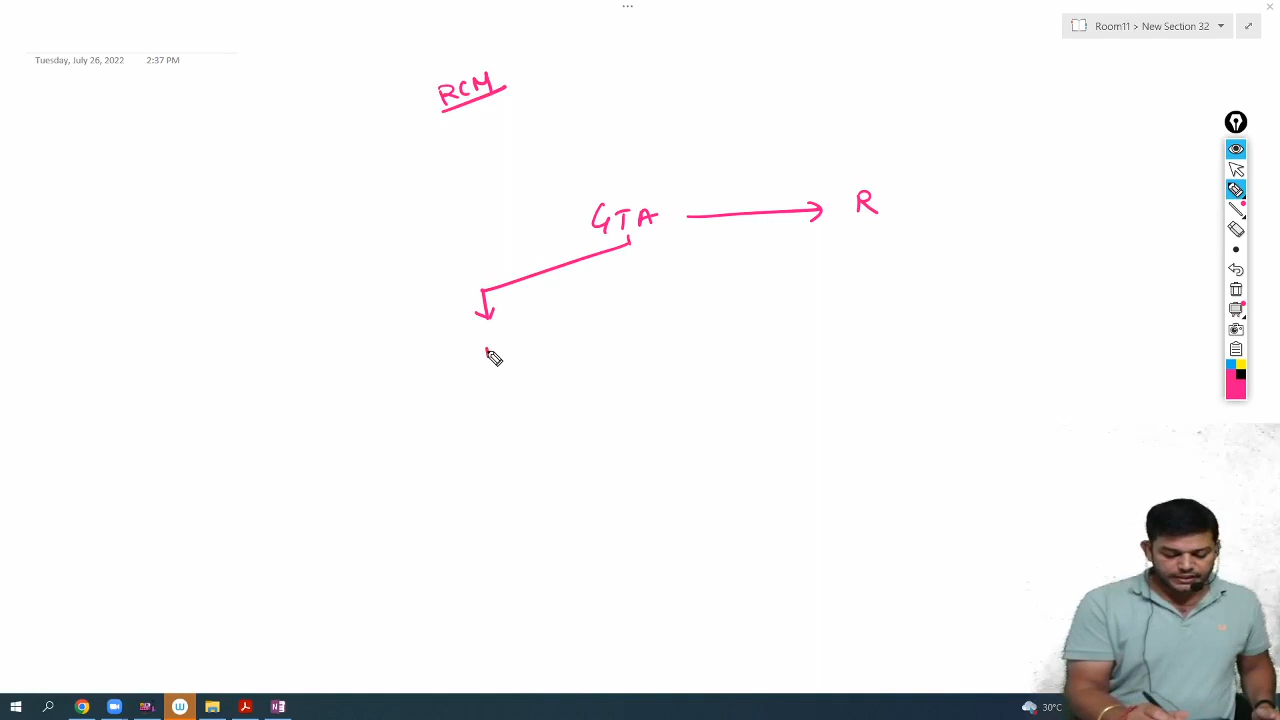 Room11 > New Section 32
Tuesday, July 26, 2022 2:37 PM
RCM
GTA R
30°C